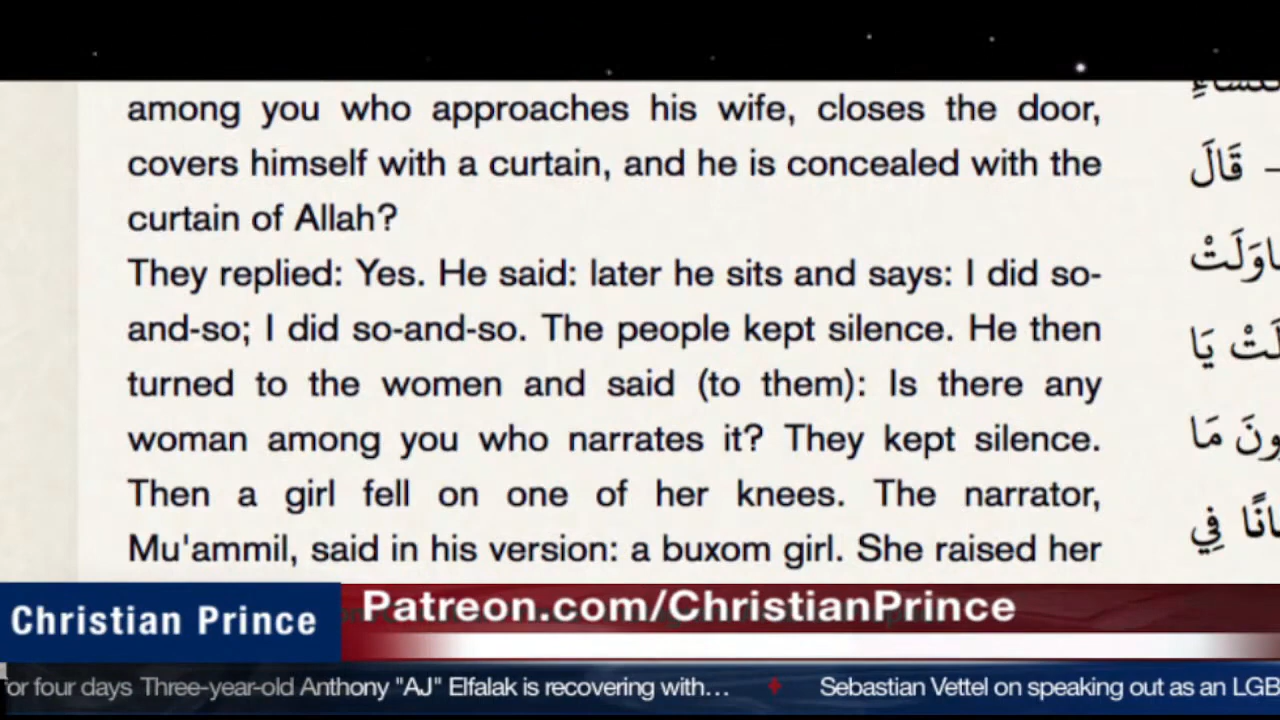 among you who approaches his wife, closes the door,
covers himself with a curtain, and he is concealed with the
curtain of Allah?
They replied: Yes. He said: later he sits and says: I did so-
and-so; I did so-and-so. The people kept silence. He then
turned to the women and said (to them): Is there any
woman among you who narrates it? They kept silence.
Then a girl fell on one of her knees. The narrator,
Mu'ammil, said in his version: a buxom girl. She raised her
قَالَ –
لَتْ يَا
ونَ مَا
انًا فِي
Christian Prince
Patreon.com/ChristianPrince
or four days Three-year-old Anthony "AJ" Elfalak is recovering with…
Sebastian Vettel on speaking out as an LGB